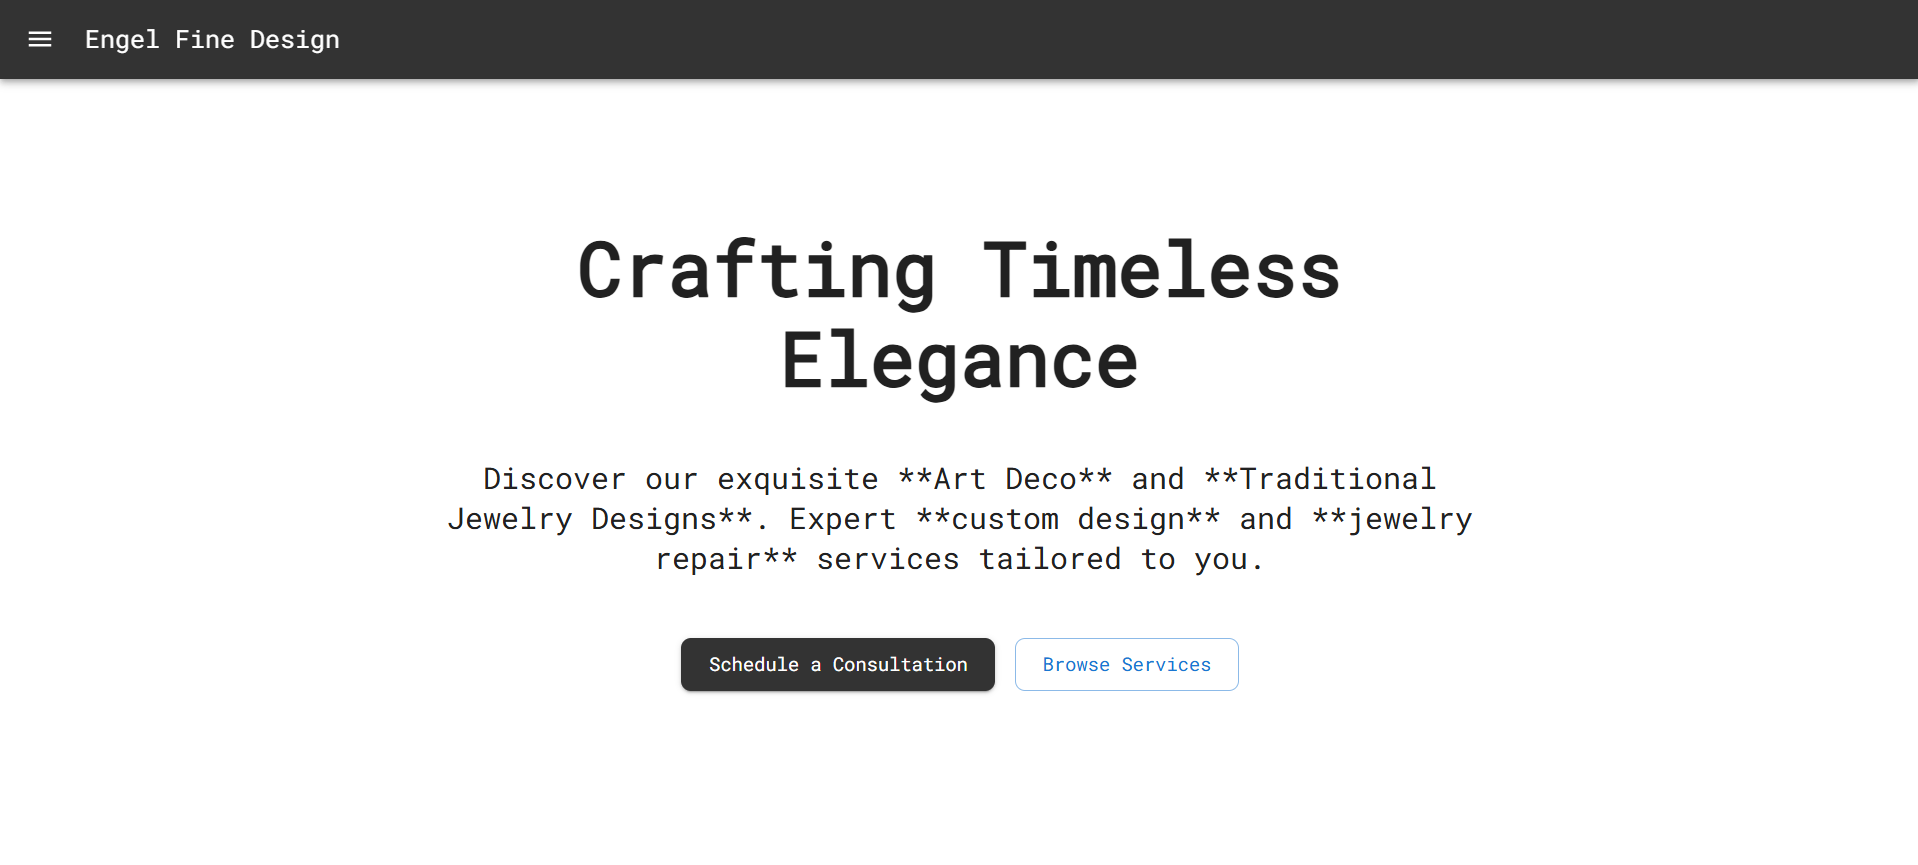 Engel Fine Design
Crafting Timeless
Elegance
Discover our exquisite **Art Deco** and **Traditional
Jewelry Designs**. Expert **custom design** and **jewelry
repair** services tailored to you.
Schedule a Consultation
Browse Services